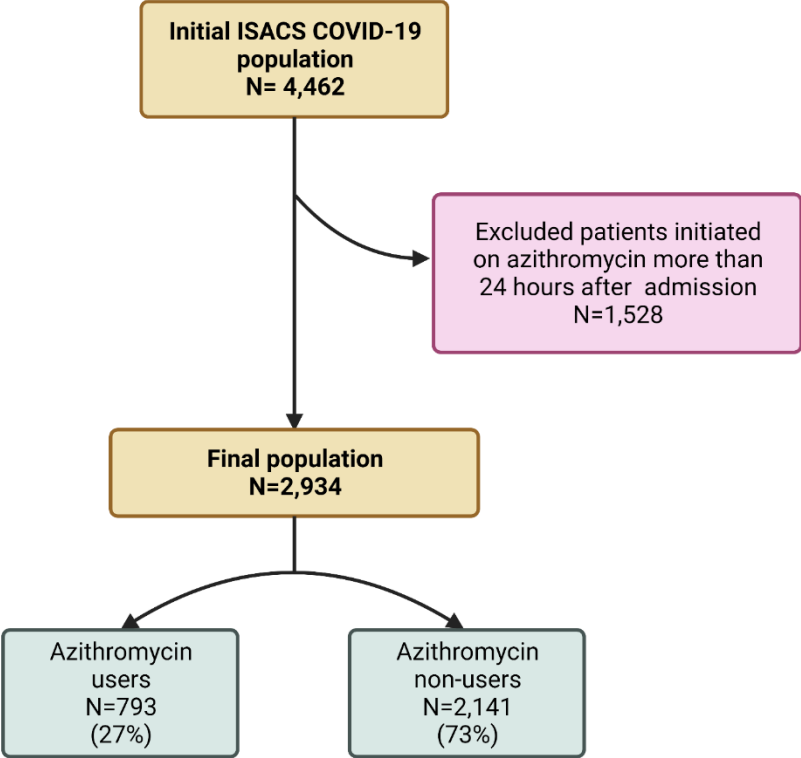 Initial ISACS COVID-19
population
N= 4,462
Excluded patients initiated
on azithromycin more than
24 hours after  admission
N=1,528
Final population
N=2,934
Azithromycin
users
N=793
(27%)
Azithromycin
non-users
N=2,141
(73%)